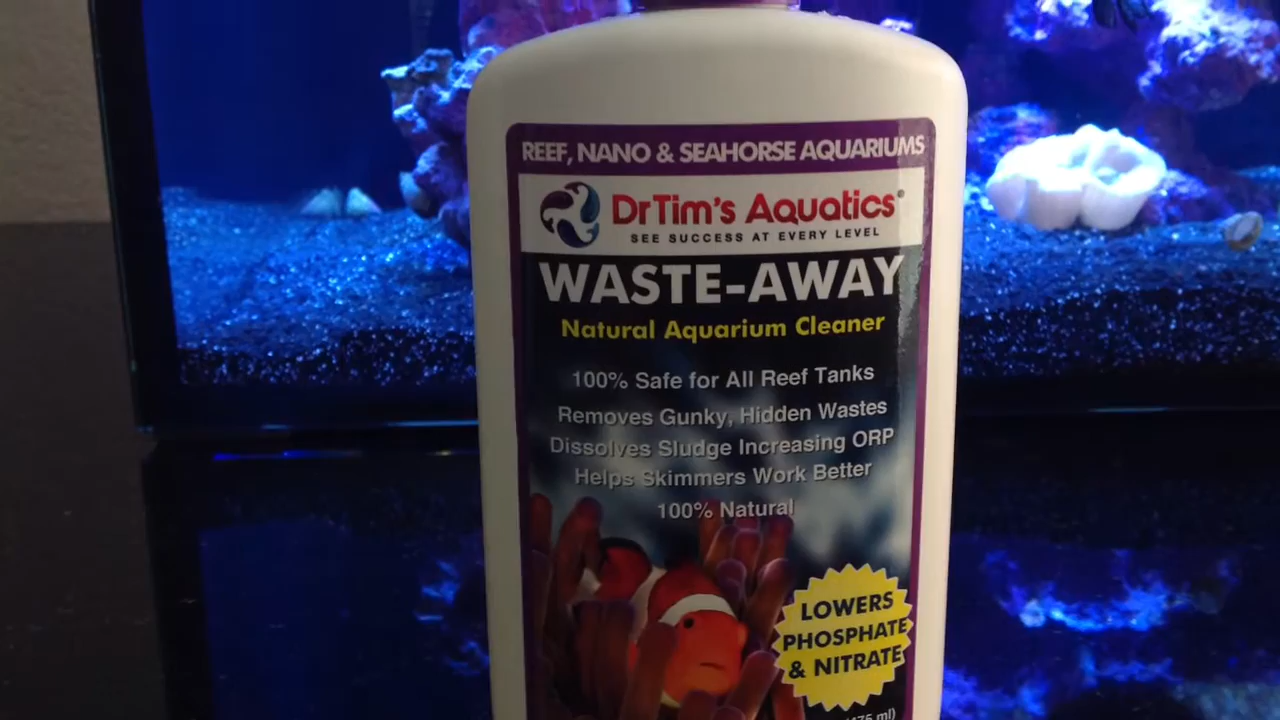 REEF, NANO & SEAHORSE AQUARIUMS
DrTim's Aquatics®
SEE SUCCESS AT EVERY LEVEL
WASTE-AWAY
Natural Aquarium Cleaner
100% Safe for All Reef Tanks
Removes Gunky, Hidden Wastes
Dissolves Sludge Increasing ORP
Helps Skimmers Work Better
100% Natural
LOWERS
PHOSPHATE
& NITRATE